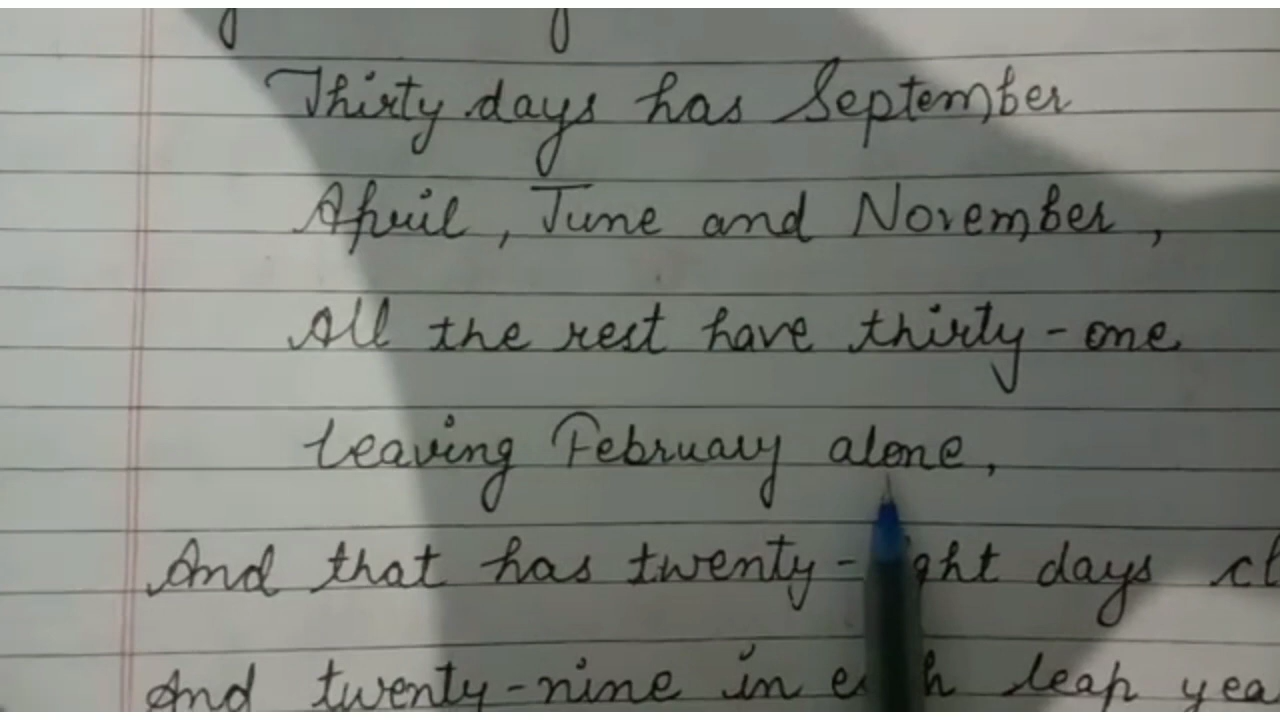 Thirty days has September
April, June and November,
All the rest have thirty-one
leaving February alone,
And that has twenty- days
And twenty-nine in leap